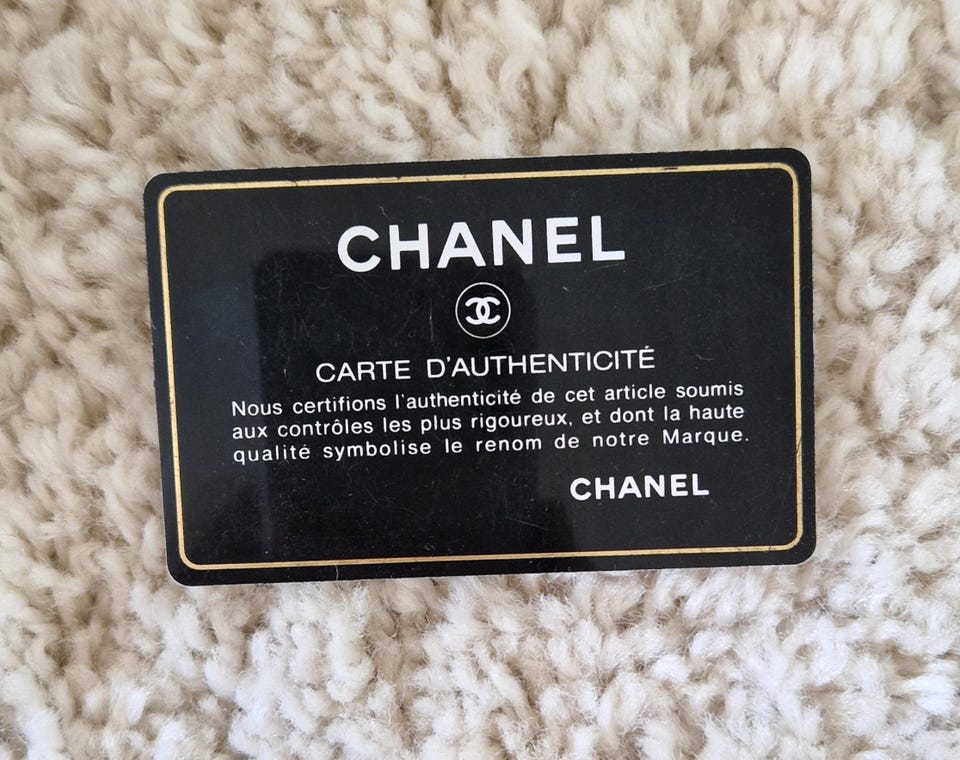 CHANEL
CARTE D'AUTHENTICITÉ
Nous certifions l'authenticité de cet article soumis
aux contrôles les plus rigoureux, et dont la haute
qualité symbolise le renom de notre Marque.
CHANEL